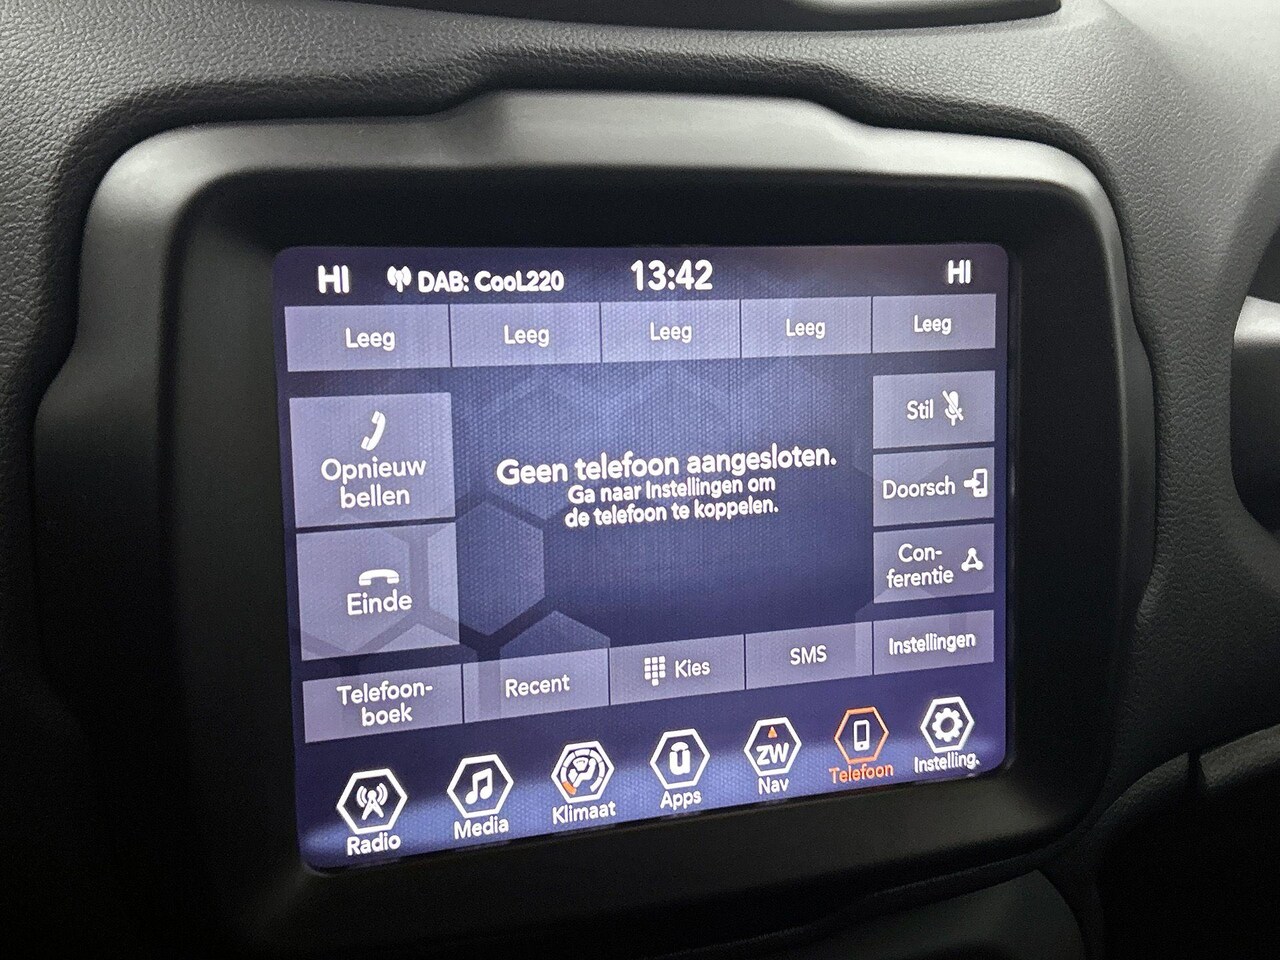 HI DAB: CooL220 13:42 HI
Leeg Leeg Leeg Leeg Leeg
Opnieuw
bellen
Geen telefoon aangesloten.
Ga naar Instellingen om
de telefoon te koppelen.
Stil
Doorsch
Con-
ferentie
Einde
Telefoon-
boek
Recent
Kies
SMS
Instellingen
Radio
Media
Klimaat
Apps
ZW
Nav
Telefoon
Instelling.